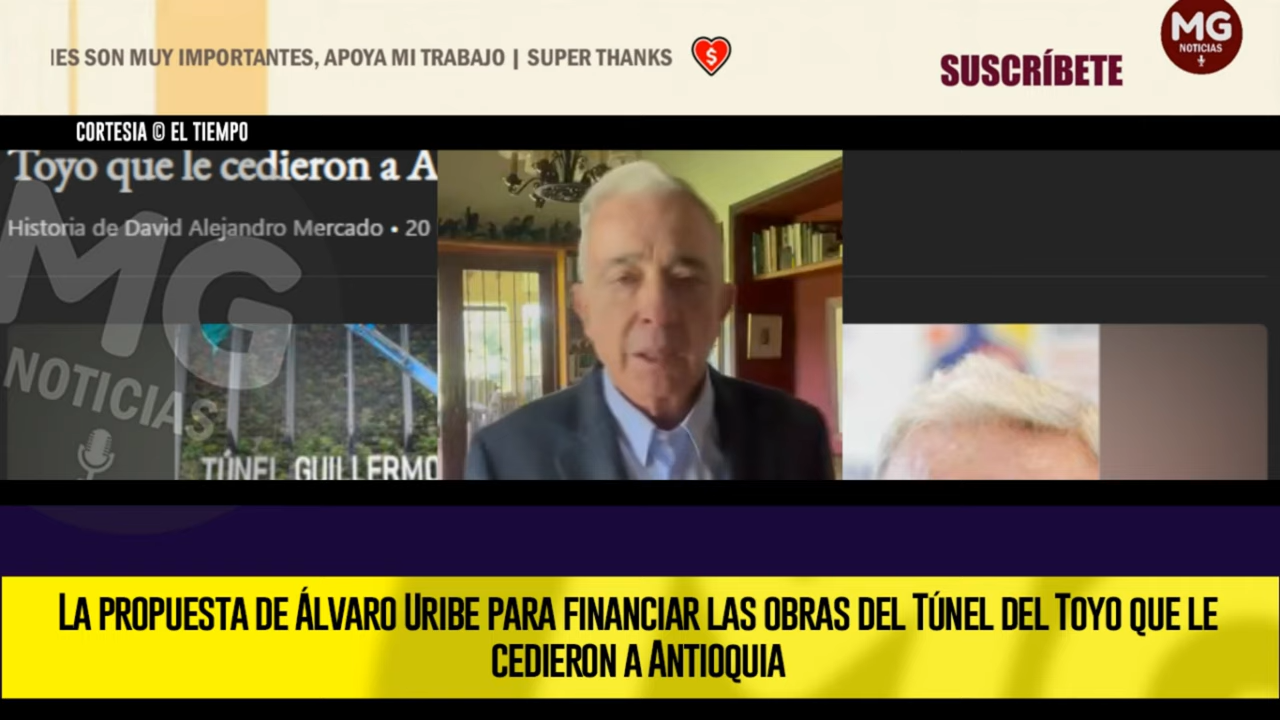 IES SON MUY IMPORTANTES, APOYA MI TRABAJO | SUPER THANKS
SUSCRÍBETE
MG
NOTICIAS
CORTESIA © EL TIEMPO
Toyo que le cedieron a A
Historia de David Alejandro Mercado • 20
MG
NOTICIAS
TÚNEL GUILLERMO
LA PROPUESTA DE ÁLVARO URIBE PARA FINANCIAR LAS OBRAS DEL TÚNEL DEL TOYO QUE LE
CEDIERON A ANTIOQUIA